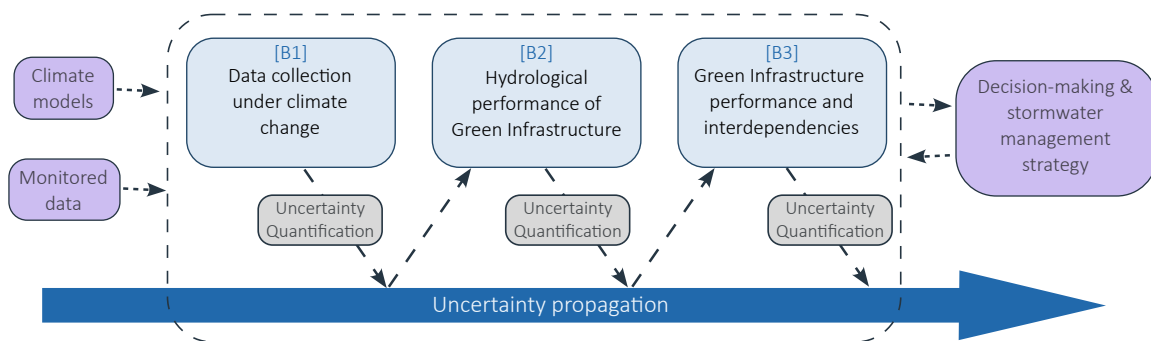 Climate
models
Monitored
data
[B1]
Data collection
under climate
change
[B2]
Hydrological
performance of
Green Infrastructure
[B3]
Green Infrastructure
performance and
interdependencies
Decision-making &
stormwater
management
strategy
Uncertainty
Quantification
Uncertainty
Quantification
Uncertainty
Quantification
Uncertainty propagation